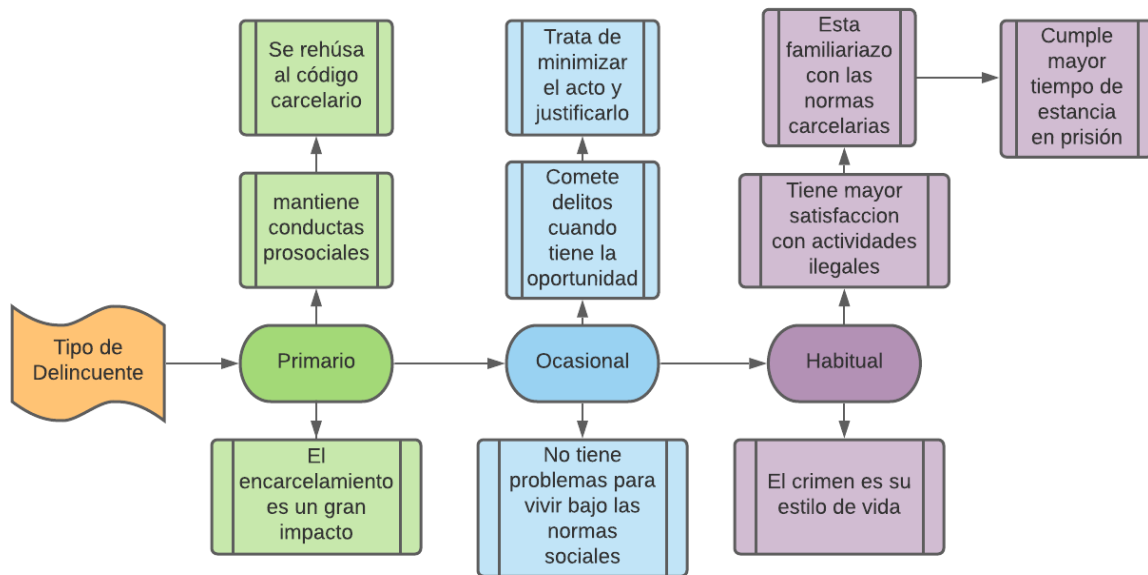 Tipo de
Delincuente
Primario
mantiene
conductas
prosociales
Se rehúsa
al código
carcelario
El
encarcelamiento
es un gran
impacto
Ocasional
Comete
delitos
cuando
tiene la
oportunidad
Trata de
minimizar
el acto y
justificarlo
No tiene
problemas para
vivir bajo las
normas
sociales
Habitual
Tiene mayor
satisfaccion
con actividades
ilegales
Esta
familiariazo
con las
normas
carcelarias
Cumple
mayor
tiempo de
estancia
en prisión
El crimen es su
estilo de vida